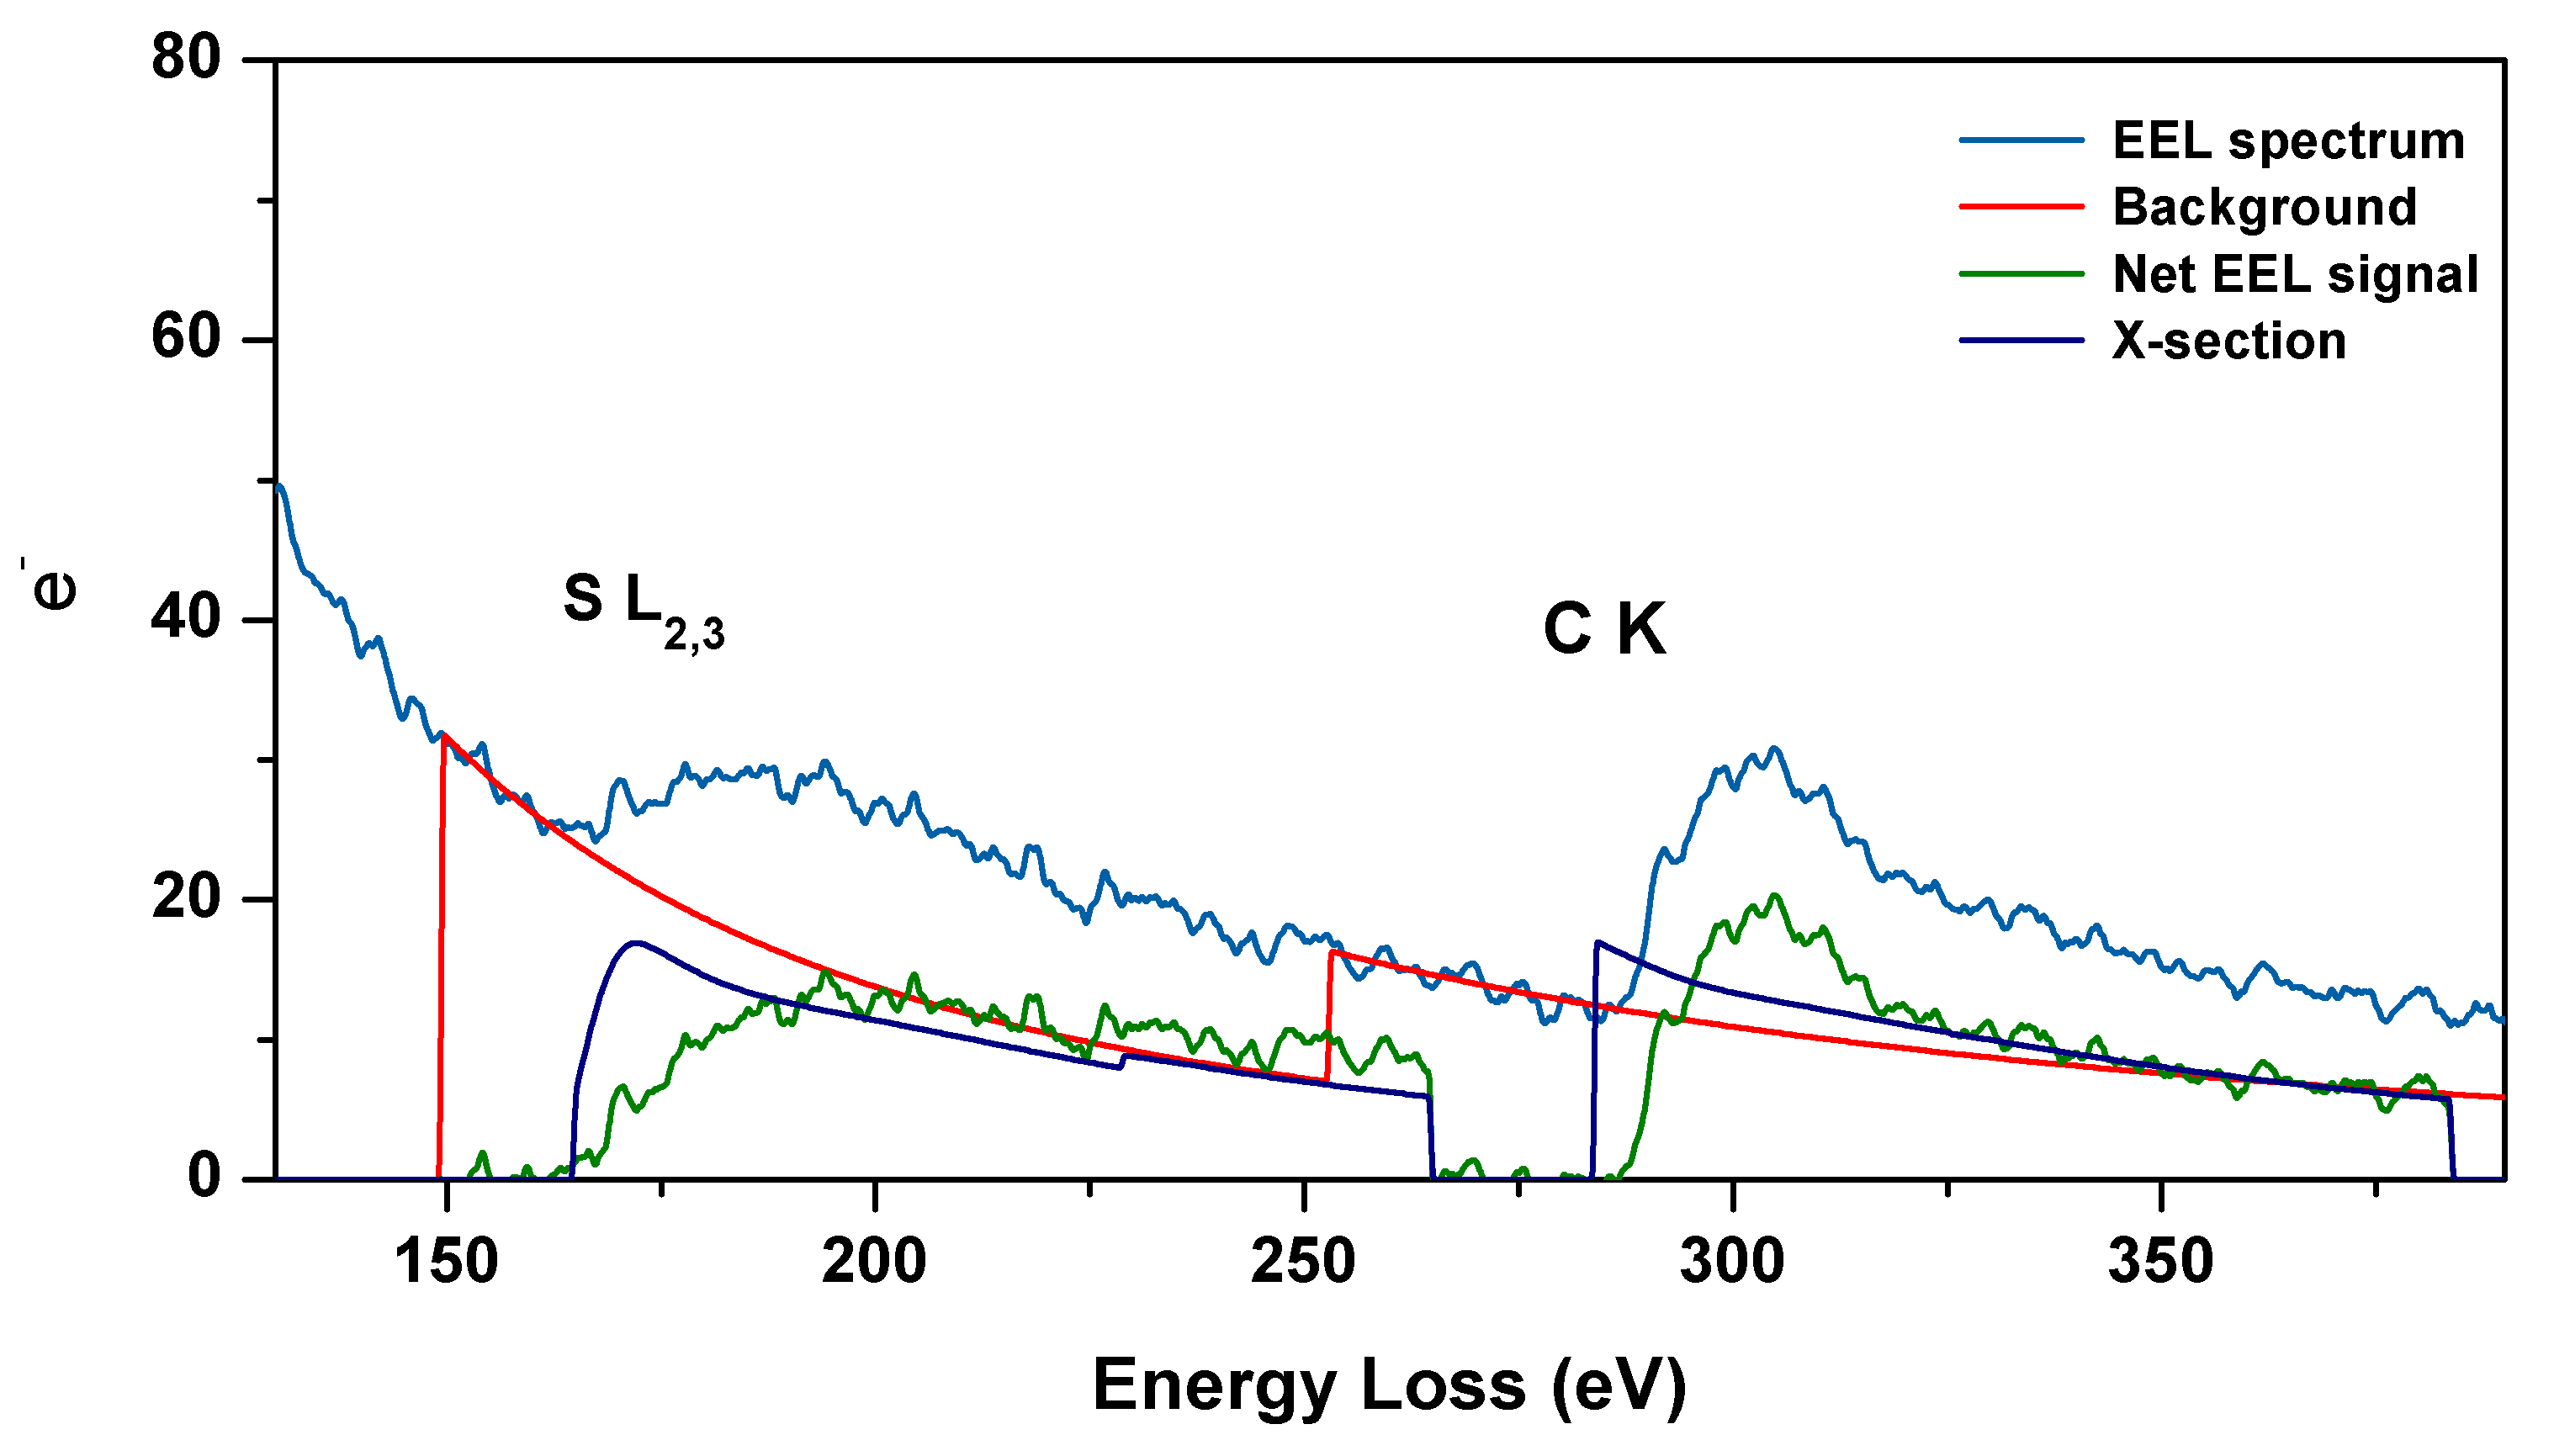 80
60
40
20
0
e-
EEL spectrum
Background
Net EEL signal
X-section
S L2,3
C K
150 200 250 300 350
Energy Loss (eV)